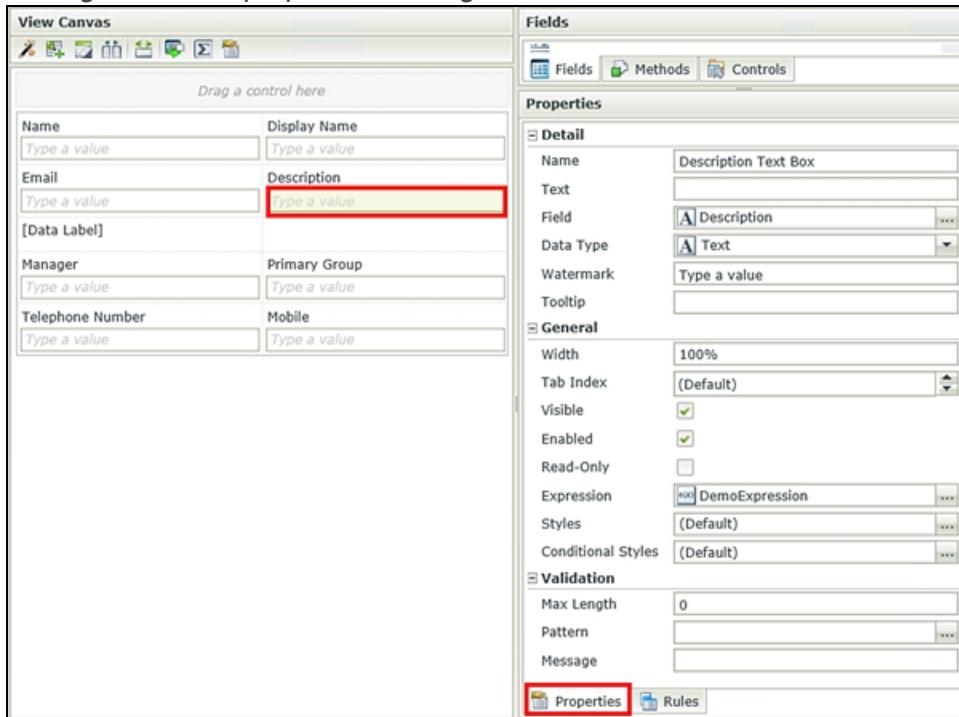 View Canvas
Drag a control here
Name Display Name
Type a value Type a value
Email Description
Type a value Type a value
[Data Label]
Manager Primary Group
Type a value Type a value
Telephone Number Mobile
Type a value Type a value
Fields
Fields Methods Controls
Properties
Detail
Name Description Text Box
Text
Field A Description ...
Data Type A Text
Watermark Type a value
Tooltip
General
Width 100%
Tab Index (Default)
Visible
Enabled
Read-Only
Expression DemoExpression ...
Styles (Default) ...
Conditional Styles (Default) ...
Validation
Max Length 0
Pattern ...
Message
Properties Rules